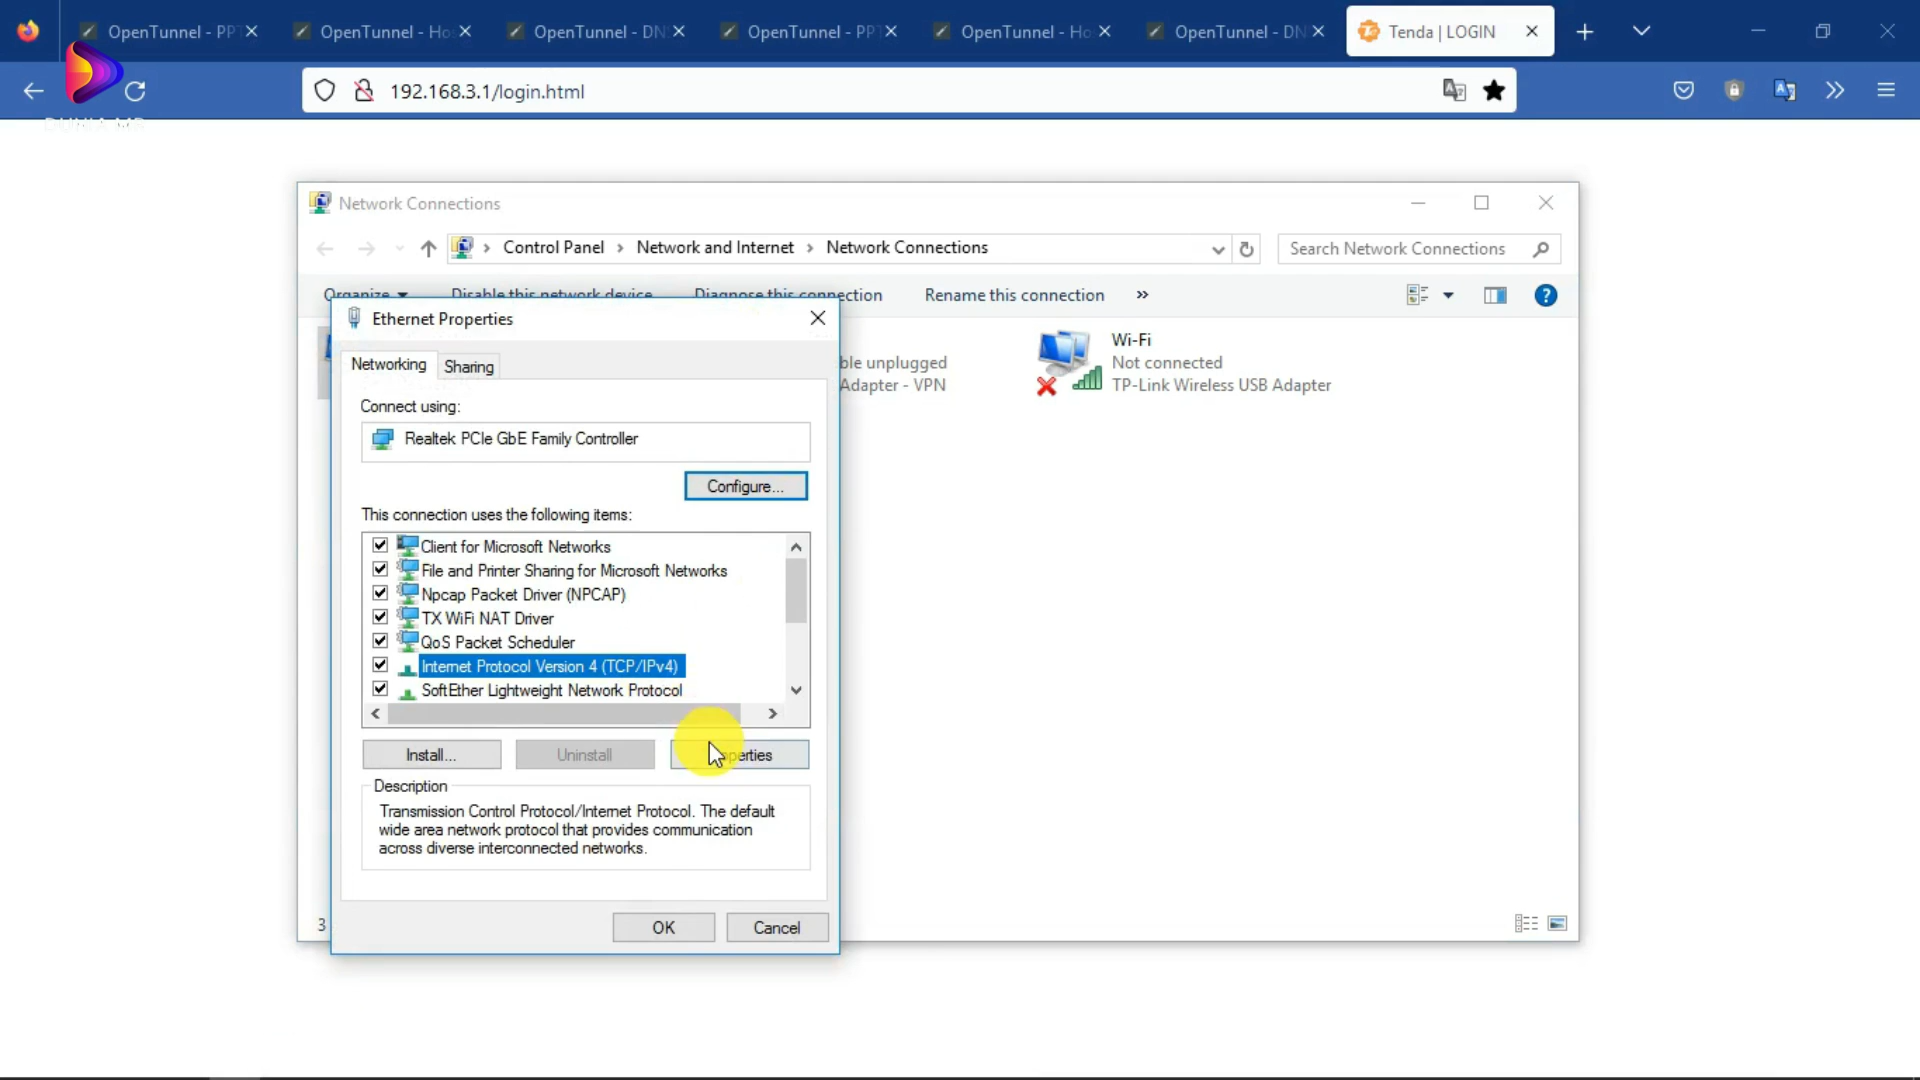 OpenTunnel - PPT
OpenTunnel - Ho
OpenTunnel - DN
OpenTunnel - PPT
OpenTunnel - Ho
OpenTunnel - DN
Tenda | LOGIN
192.168.3.1/login.html
Network Connections
Control Panel > Network and Internet > Network Connections
Search Network Connections
Organize Disable this network device Diagnose this connection Rename this connection »
Ethernet Properties
Networking Sharing
Connect using:
Realtek PCIe GbE Family Controller
Configure...
This connection uses the following items:
Client for Microsoft Networks
File and Printer Sharing for Microsoft Networks
Npcap Packet Driver (NPCAP)
TX WiFi NAT Driver
QoS Packet Scheduler
Internet Protocol Version 4 (TCP/IPv4)
SoftEther Lightweight Network Protocol
Install... Uninstall perties
Description
Transmission Control Protocol/Internet Protocol. The default
wide area network protocol that provides communication
across diverse interconnected networks.
OK Cancel
ble unplugged
Adapter - VPN
Wi-Fi
Not connected
TP-Link Wireless USB Adapter
3